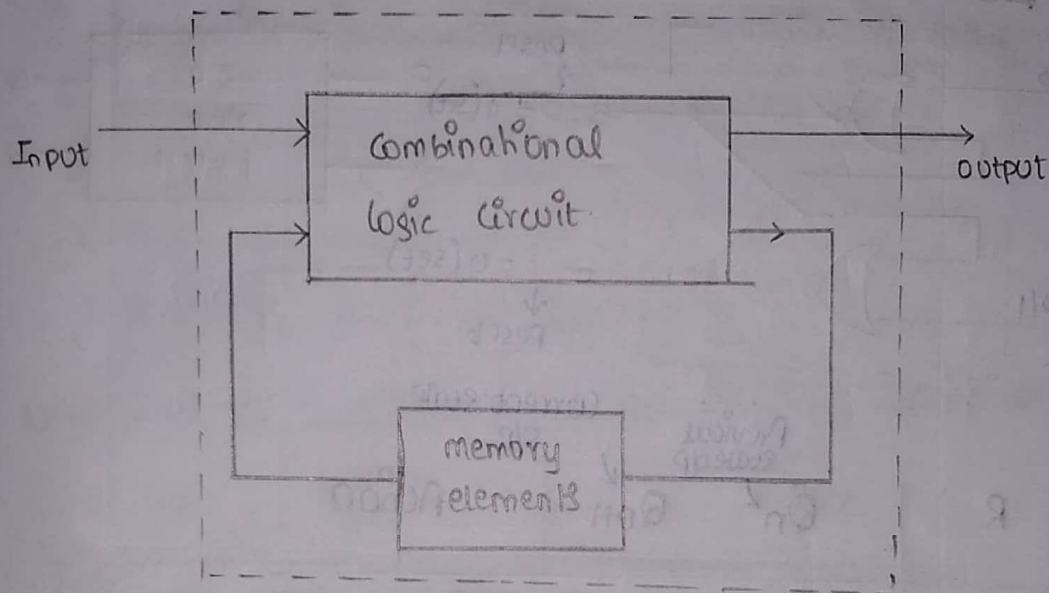 Input
Combinational
logic circuit.
output
memory
elements